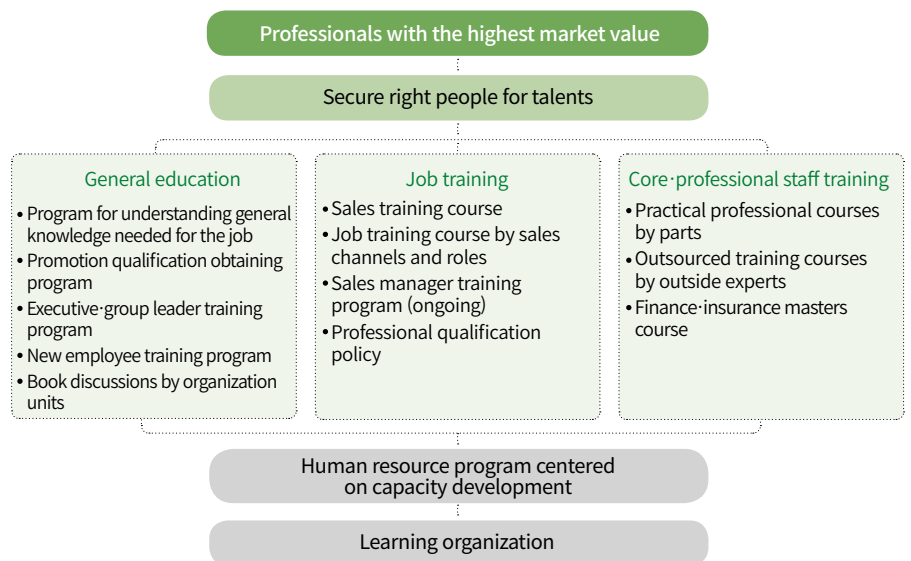 Professionals with the highest market value
Secure right people for talents
General education
• Program for understanding general
knowledge needed for the job
• Promotion qualification obtaining
program
• Executive·group leader training
program
• New employee training program
• Book discussions by organization
units
Job training
• Sales training course
• Job training course by sales
channels and roles
• Sales manager training
program (ongoing)
• Professional qualification
policy
Core·professional staff training
• Practical professional courses
by parts
• Outsourced training courses
by outside experts
• Finance·insurance masters
course
Human resource program centered
on capacity development
Learning organization